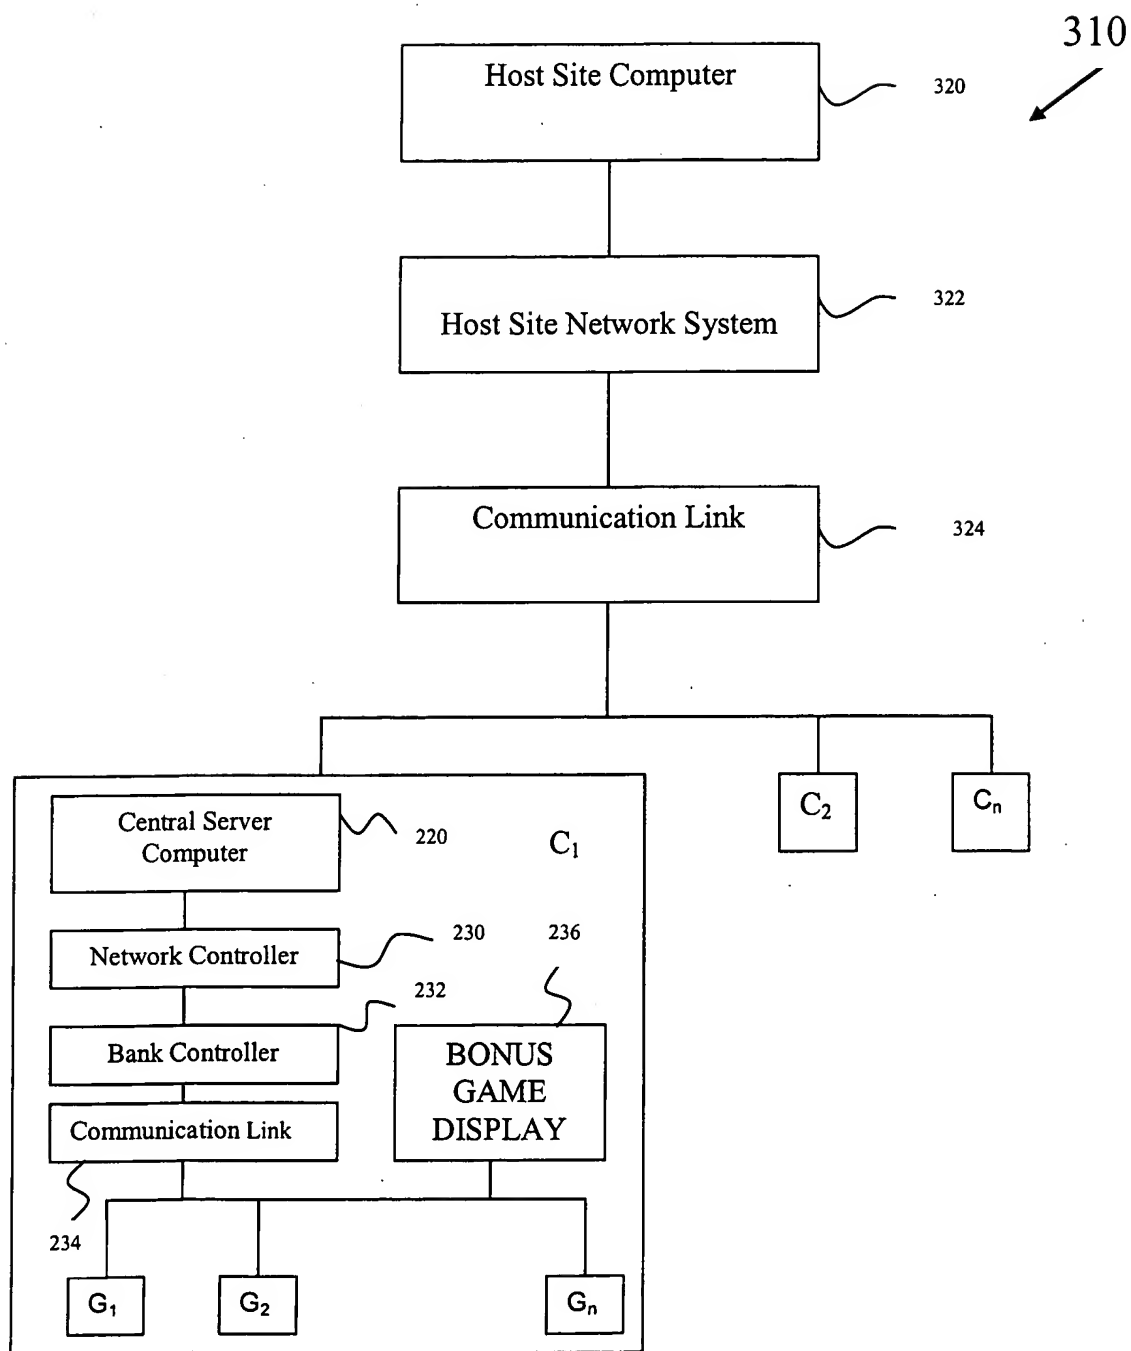 310
Host Site Computer
320
Host Site Network System
322
Communication Link
324
C₂
Cₙ
Central Server
Computer
220
C₁
Network Controller
230
236
232
Bank Controller
BONUS
GAME
DISPLAY
Communication Link
234
G₁
G₂
Gₙ